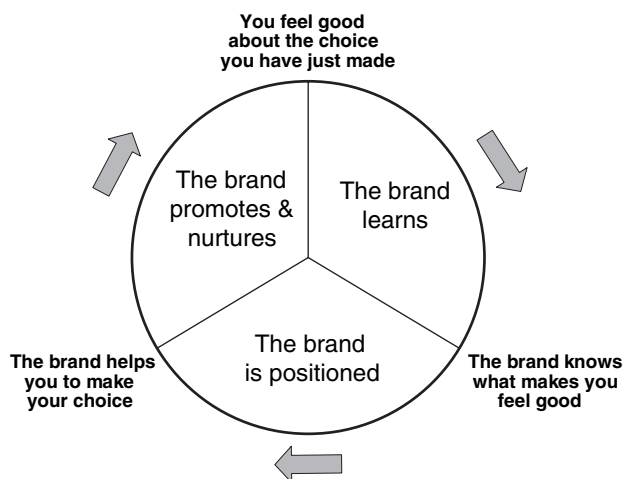 You feel good
about the choice
you have just made
The brand
promotes &
nurtures
The brand
learns
The brand
is positioned
The brand helps
you to make
your choice
The brand knows
what makes you
feel good